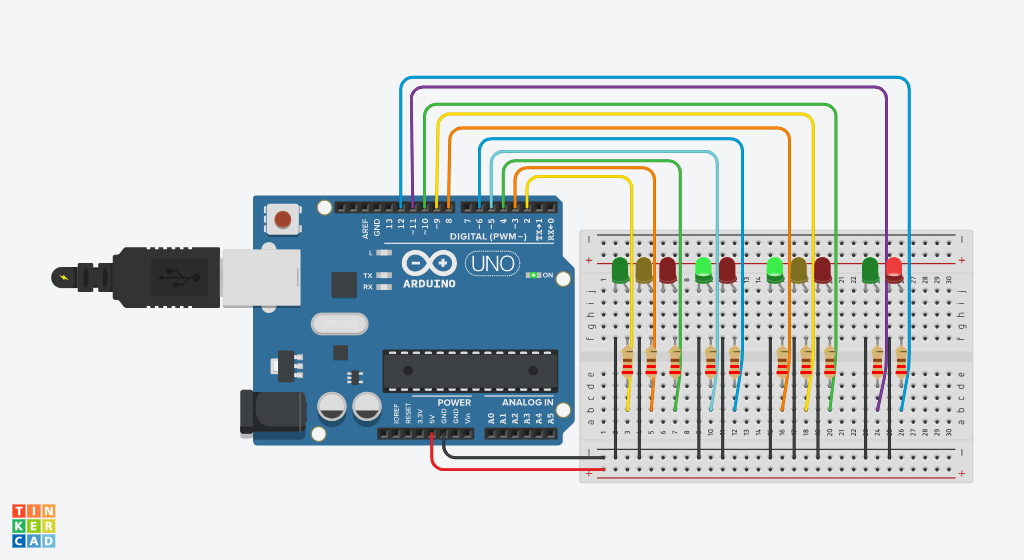 AREF
GND
13
12
~11
~10
~9
8
7
~6
~5
4
~3
2
TX→1
RX←0
DIGITAL (PWM~)
L
TX
RX
UNO
ARDUINO
ON
POWER
ANALOG IN
IOREF
RESET
3.3V
5V
GND
GND
Vin
A0
A1
A2
A3
A4
A5
j
i
h
g
f
e
d
c
b
a
j
i
h
g
f
e
d
c
b
a
TIN
KER
CAD